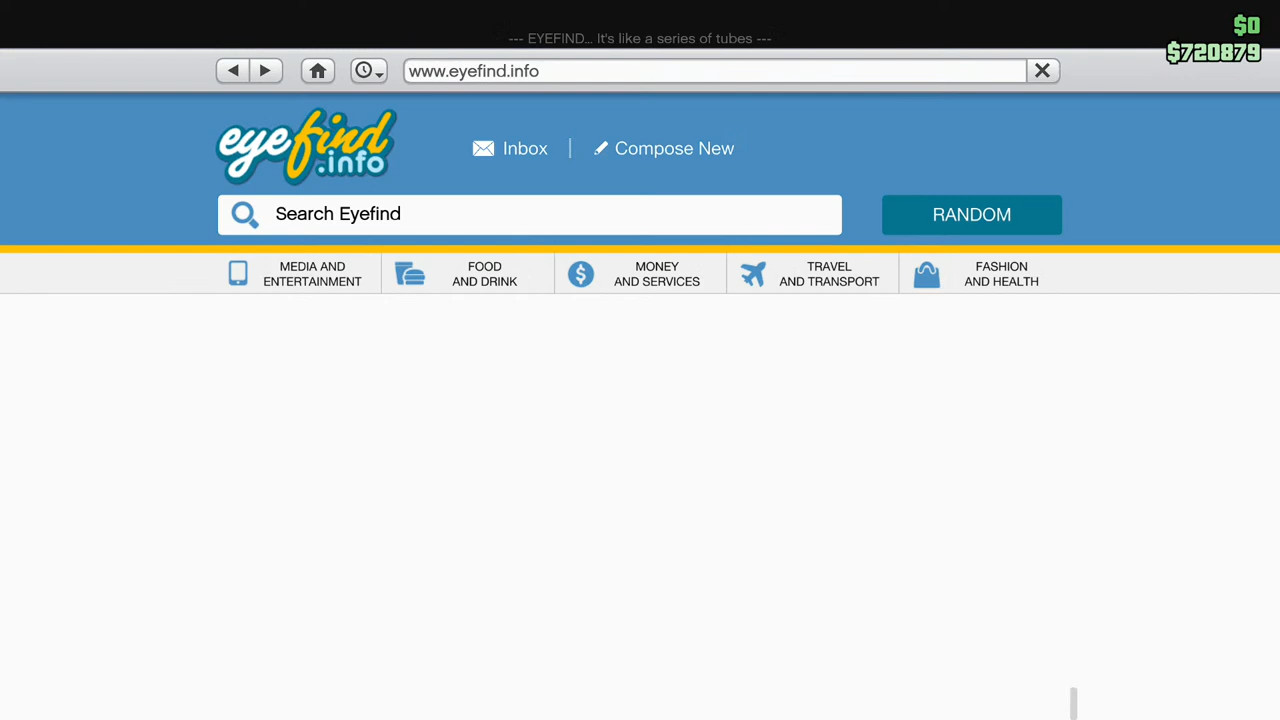 --- EYEFIND... It's like a series of tubes ---
$0
$720879
www.eyefind.info
eyefind
.info
Inbox
Compose New
Search Eyefind
RANDOM
MEDIA AND
ENTERTAINMENT
FOOD
AND DRINK
MONEY
AND SERVICES
TRAVEL
AND TRANSPORT
FASHION
AND HEALTH